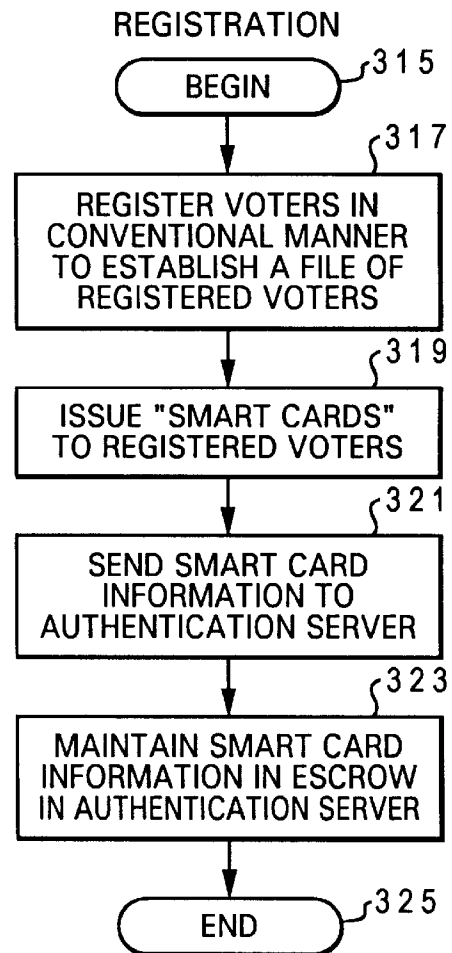 REGISTRATION
BEGIN
315
317
REGISTER VOTERS IN
CONVENTIONAL MANNER
TO ESTABLISH A FILE OF
REGISTERED VOTERS
319
ISSUE "SMART CARDS"
TO REGISTERED VOTERS
321
SEND SMART CARD
INFORMATION TO
AUTHENTICATION SERVER
323
MAINTAIN SMART CARD
INFORMATION IN ESCROW
IN AUTHENTICATION SERVER
END
325